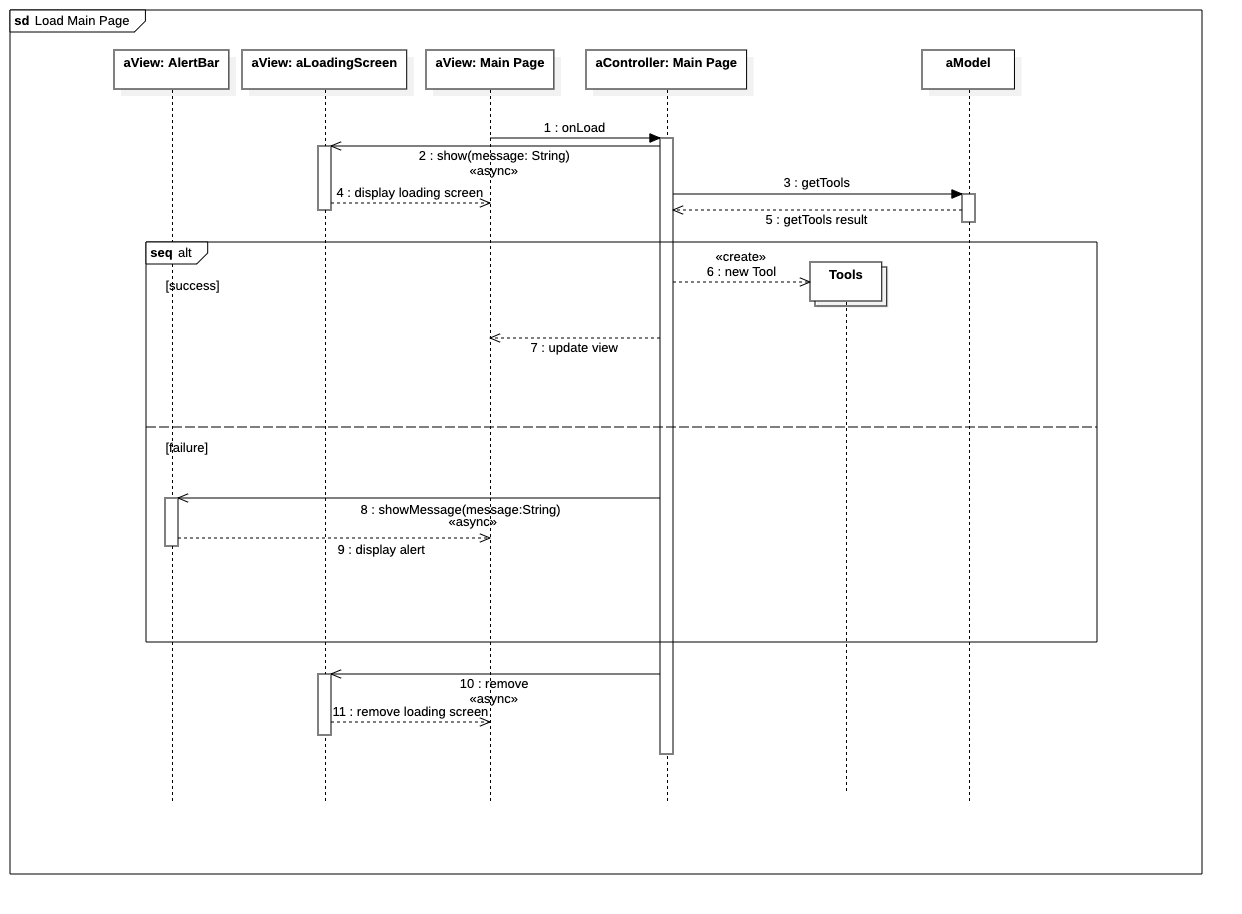 sd Load Main Page
aView: AlertBar
aView: aLoadingScreen
aView: Main Page
aController: Main Page
aModel
1 : onLoad
2 : show(message: String)
«async»
3 : getTools
4 : display loading screen
5 : getTools result
seq alt
«create»
6 : new Tool
Tools
[success]
7 : update view
[failure]
8 : showMessage(message:String)
«async»
9 : display alert
10 : remove
«async»
11 : remove loading screen